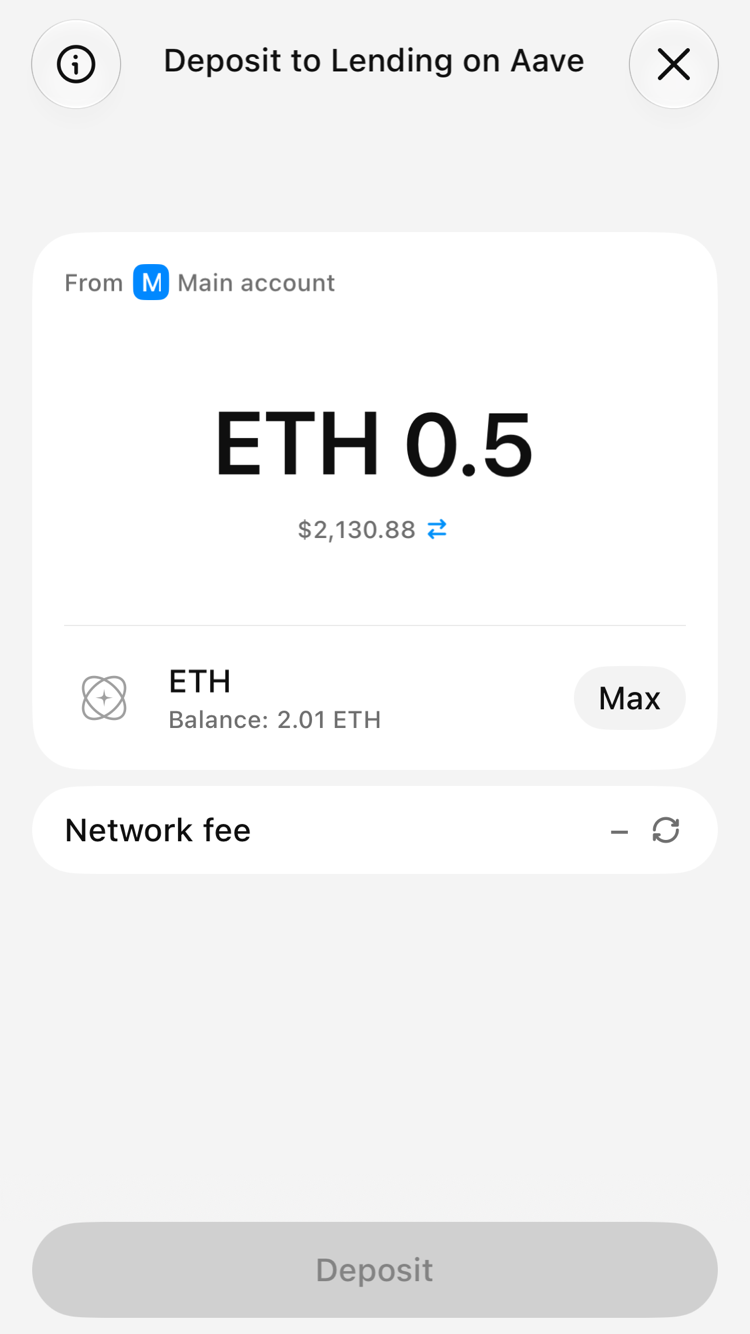 Deposit to Lending on Aave
From M Main account
ETH 0.5
$2,130.88
ETH
Balance: 2.01 ETH
Max
Network fee
–
Deposit